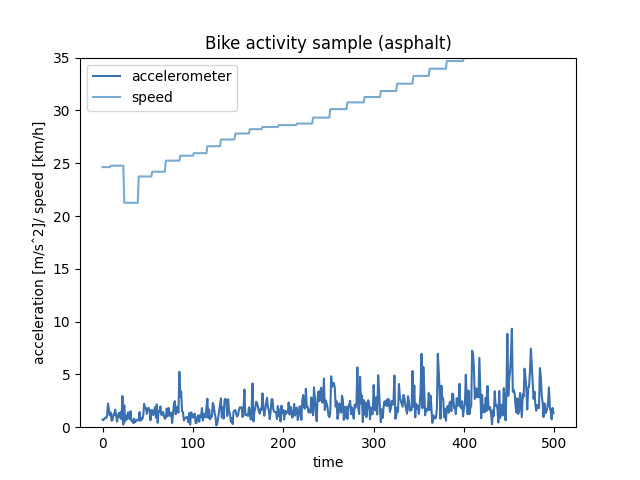 Bike activity sample (asphalt)
accelerometer
speed
35
30
25
20
15
10
5
0
acceleration [m/sˆ2]/ speed [km/h]
0 100 200 300 400 500
time